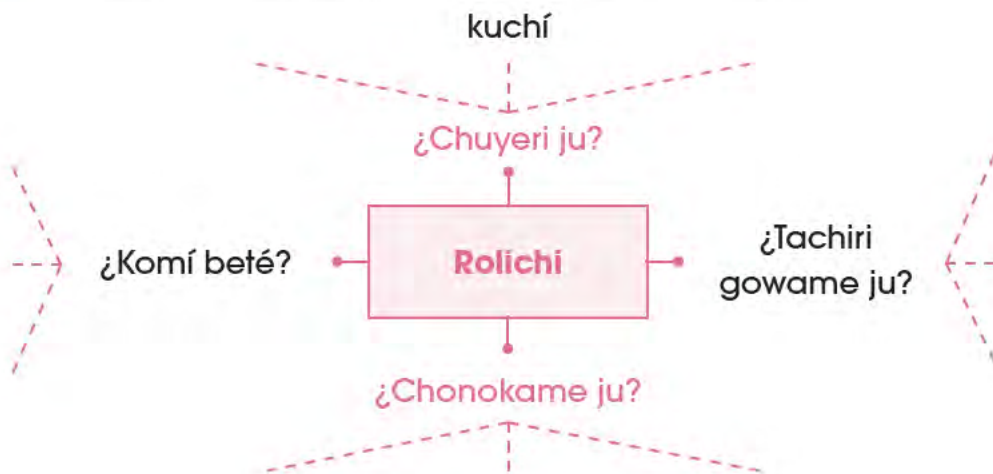 kuchí
¿Chuyeri ju?
¿Komí beté?
Rolichi
¿Tachiri
gowame ju?
¿Chonokame ju?